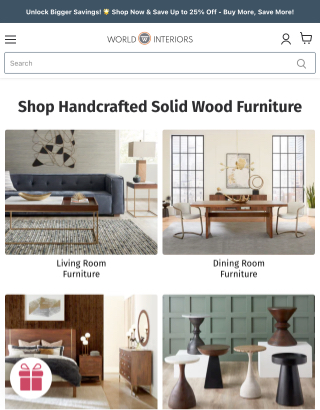 Unlock Bigger Savings! 🌟 Shop Now & Save Up to 25% Off - Buy More, Save More!
WORLD INTERIORS
Search
Shop Handcrafted Solid Wood Furniture
Living Room
Furniture
Dining Room
Furniture